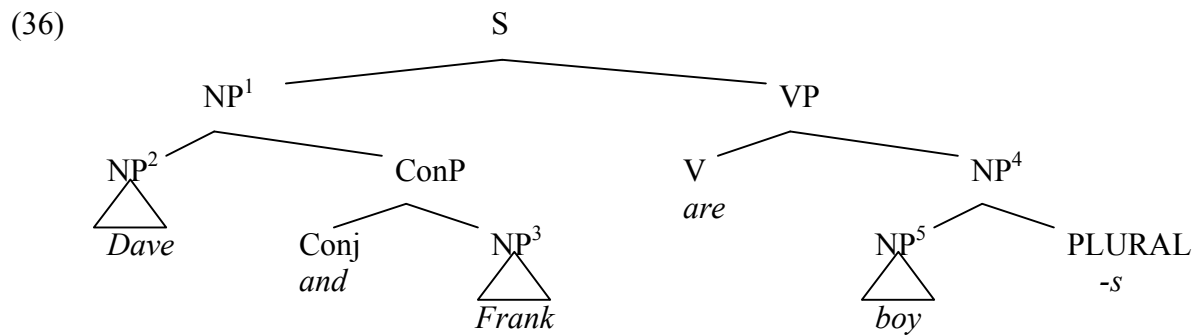 (36) S
NP¹ VP
NP² ConP V NP⁴
are
Dave Conj NP³ NP⁵ PLURAL
and -s
Frank boy